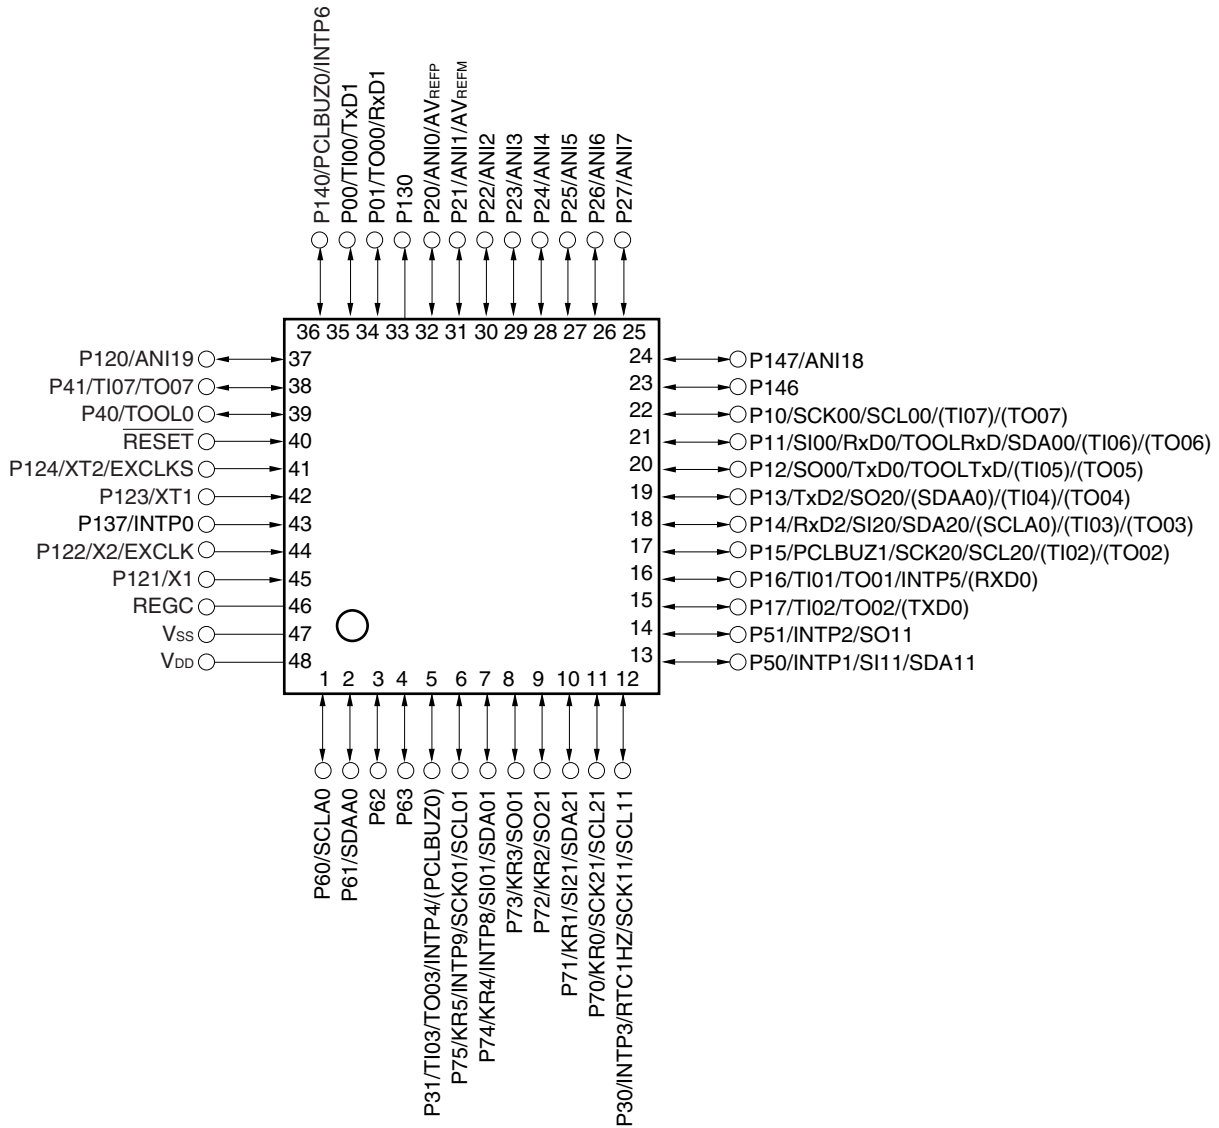 P140/PCLBUZ0/INTP6
P00/TI00/TxD1
P01/TO00/RxD1
P130
P20/ANI0/AVREFP
P21/ANI1/AVREFM
P22/ANI2
P23/ANI3
P24/ANI4
P25/ANI5
P26/ANI6
P27/ANI7
36 35 34 33 32 31 30 29 28 27 26 25
P120/ANI19 37
P41/TI07/TO07 38
P40/TOOL0 39
RESET 40
P124/XT2/EXCLKS 41
P123/XT1 42
P137/INTP0 43
P122/X2/EXCLK 44
P121/X1 45
REGC 46
VSS 47
VDD 48
24 P147/ANI18
23 P146
22 P10/SCK00/SCL00/(TI07)/(TO07)
21 P11/SI00/RxD0/TOOLRxD/SDA00/(TI06)/(TO06)
20 P12/SO00/TxD0/TOOLTxD/(TI05)/(TO05)
19 P13/TxD2/SO20/(SDAA0)/(TI04)/(TO04)
18 P14/RxD2/SI20/SDA20/(SCLA0)/(TI03)/(TO03)
17 P15/PCLBUZ1/SCK20/SCL20/(TI02)/(TO02)
16 P16/TI01/TO01/INTP5/(RXD0)
15 P17/TI02/TO02/(TXD0)
14 P51/INTP2/SO11
13 P50/INTP1/SI11/SDA11
1 2 3 4 5 6 7 8 9 10 11 12
P60/SCLA0
P61/SDAA0
P62
P63
P31/TI03/TO03/INTP4/(PCLBUZ0)
P75/KR5/INTP9/SCK01/SCL01
P74/KR4/INTP8/SI01/SDA01
P73/KR3/SO01
P72/KR2/SO21
P71/KR1/SI21/SDA21
P70/KR0/SCK21/SCL21
P30/INTP3/RTC1HZ/SCK11/SCL11